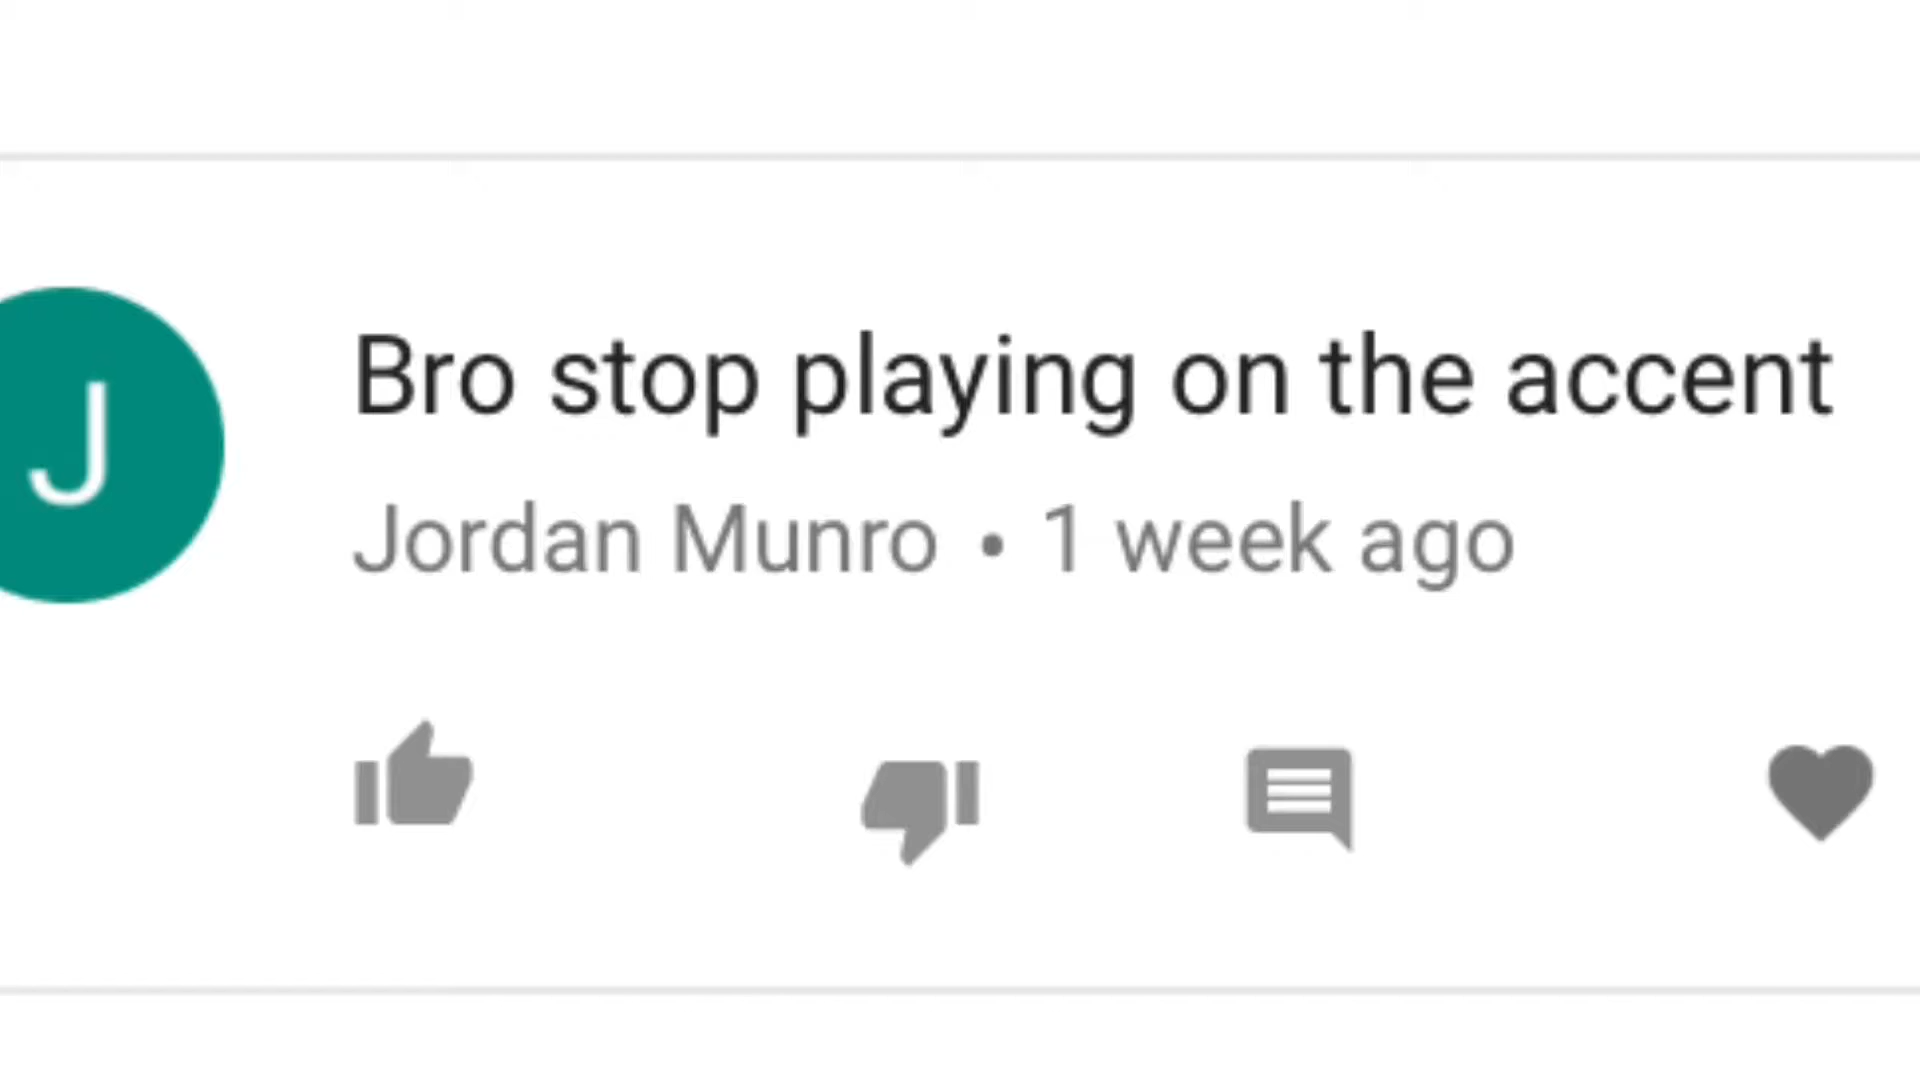 J
Bro stop playing on the accent
Jordan Munro • 1 week ago